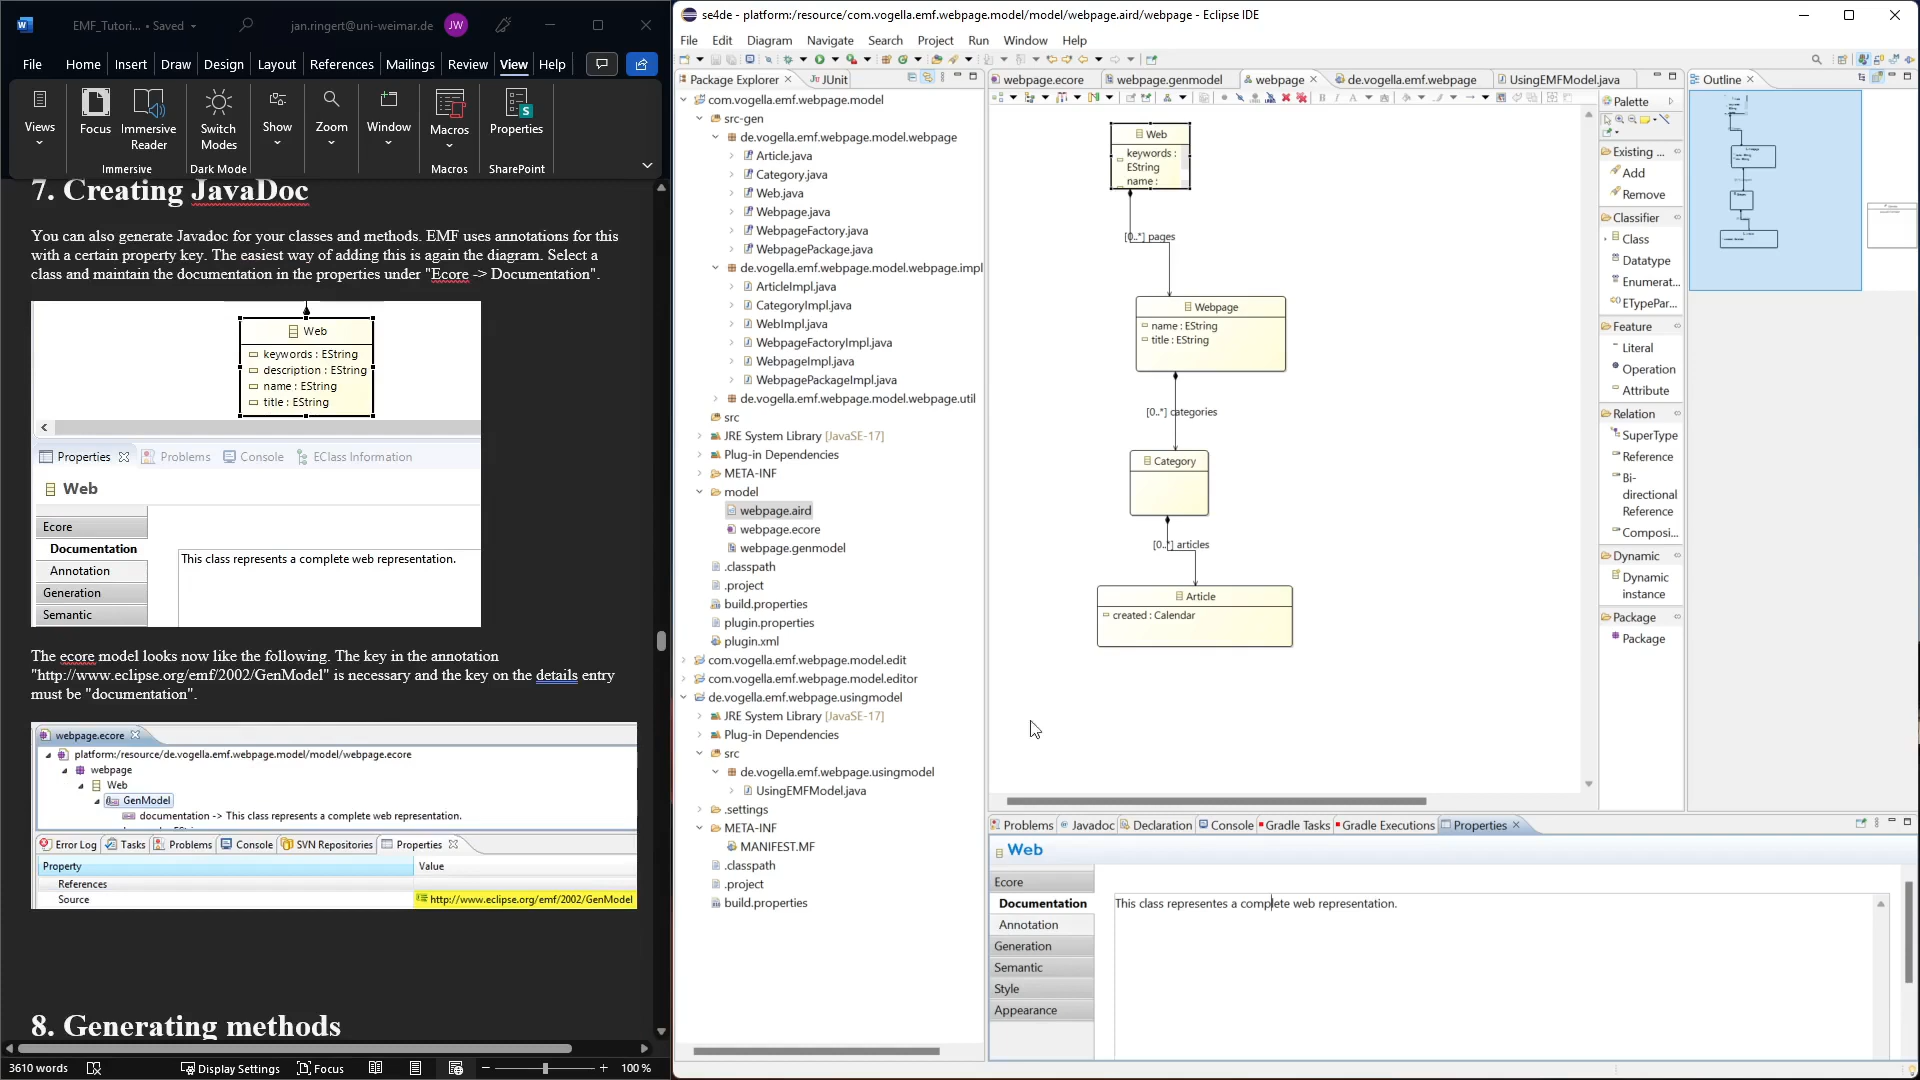 EMF_Tutori... • Saved
jan.ringert@uni-weimar.de
JW
File Home Insert Draw Design Layout References Mailings Review View Help
Views
Focus
Immersive Reader
Switch Modes
Show
Zoom
Window
Macros
Properties
Immersive
Dark Mode
Macros
SharePoint
7. Creating JavaDoc
You can also generate Javadoc for your classes and methods. EMF uses annotations for this
with a certain property key. The easiest way of adding this is again the diagram. Select a
class and maintain the documentation in the properties under "Ecore -> Documentation".
Web
keywords : EString
description : EString
name : EString
title : EString
Properties Problems Console EClass Information
Web
Ecore
Documentation
This class represents a complete web representation.
Annotation
Generation
Semantic
The ecore model looks now like the following. The key in the annotation
"http://www.eclipse.org/emf/2002/GenModel" is necessary and the key on the details entry
must be "documentation".
webpage.ecore
platform:/resource/de.vogella.emf.webpage.model/model/webpage.ecore
webpage
Web
GenModel
documentation -> This class represents a complete web representation.
Error Log Tasks Problems Console SVN Repositories Properties
Property Value
References
Source http://www.eclipse.org/emf/2002/GenModel
8. Generating methods
3610 words
Display Settings
Focus
100 %
se4de - platform:/resource/com.vogella.emf.webpage.model/model/webpage.aird/webpage - Eclipse IDE
File Edit Diagram Navigate Search Project Run Window Help
Package Explorer JUnit
com.vogella.emf.webpage.model
src-gen
de.vogella.emf.webpage.model.webpage
Article.java
Category.java
Web.java
Webpage.java
WebpageFactory.java
WebpagePackage.java
de.vogella.emf.webpage.model.webpage.impl
ArticleImpl.java
CategoryImpl.java
WebImpl.java
WebpageFactoryImpl.java
WebpageImpl.java
WebpagePackageImpl.java
de.vogella.emf.webpage.model.webpage.util
src
JRE System Library [JavaSE-17]
Plug-in Dependencies
META-INF
model
webpage.aird
webpage.ecore
webpage.genmodel
.classpath
.project
build.properties
plugin.properties
plugin.xml
com.vogella.emf.webpage.model.edit
com.vogella.emf.webpage.model.editor
de.vogella.emf.webpage.usingmodel
JRE System Library [JavaSE-17]
Plug-in Dependencies
src
de.vogella.emf.webpage.usingmodel
UsingEMFModel.java
.settings
META-INF
MANIFEST.MF
.classpath
.project
build.properties
webpage.ecore webpage.genmodel webpage de.vogella.emf.webpage UsingEMFModel.java
Web
keywords :
EString
name :
[0..*] pages
Webpage
name : EString
title : EString
[0..*] categories
Category
[0..*] articles
Article
created : Calendar
Palette
Existing ...
Add
Remove
Classifier
Class
Datatype
Enumerat...
ETypePar...
Feature
Literal
Operation
Attribute
Relation
SuperType
Reference
Bi-
directional
Reference
Composi...
Dynamic
Dynamic
instance
Package
Package
Outline
Problems Javadoc Declaration Console Gradle Tasks Gradle Executions Properties
Web
Ecore
Documentation
This class representes a complete web representation.
Annotation
Generation
Semantic
Style
Appearance